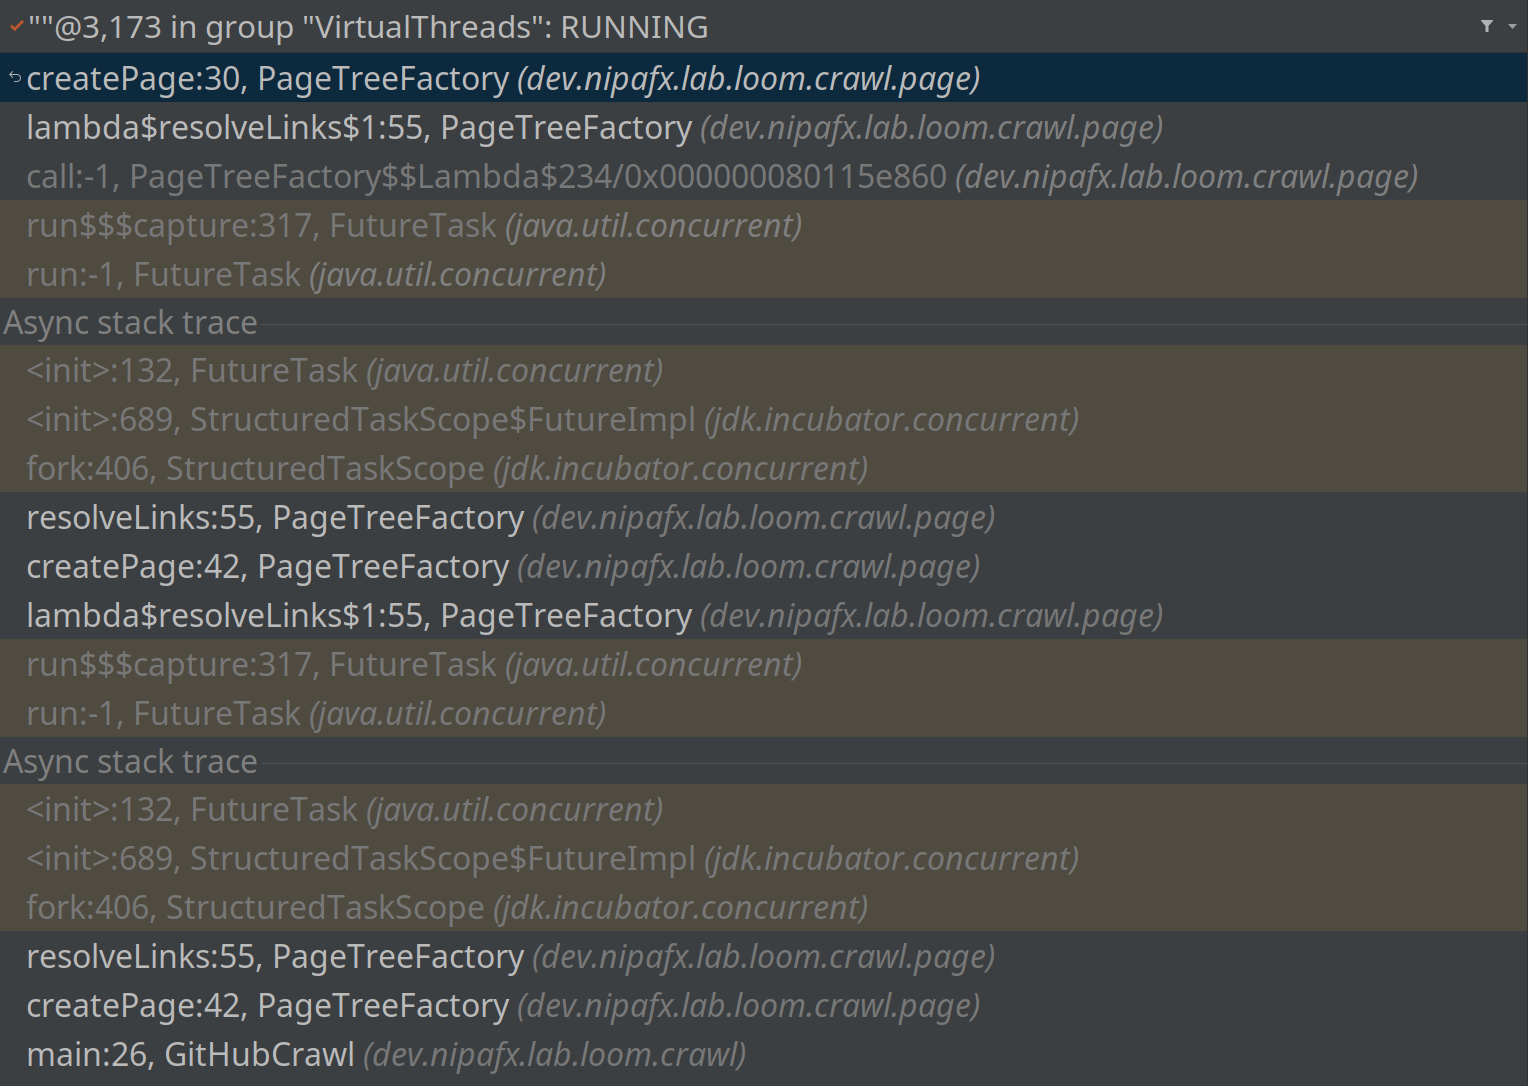 ""@3,173 in group "VirtualThreads": RUNNING
createPage:30, PageTreeFactory (dev.nipafx.lab.loom.crawl.page)
lambda$resolveLinks$1:55, PageTreeFactory (dev.nipafx.lab.loom.crawl.page)
call:-1, PageTreeFactory$$Lambda$234/0x000000080115e860 (dev.nipafx.lab.loom.crawl.page)
run$$$capture:317, FutureTask (java.util.concurrent)
run:-1, FutureTask (java.util.concurrent)
Async stack trace
<init>:132, FutureTask (java.util.concurrent)
<init>:689, StructuredTaskScope$FutureImpl (jdk.incubator.concurrent)
fork:406, StructuredTaskScope (jdk.incubator.concurrent)
resolveLinks:55, PageTreeFactory (dev.nipafx.lab.loom.crawl.page)
createPage:42, PageTreeFactory (dev.nipafx.lab.loom.crawl.page)
lambda$resolveLinks$1:55, PageTreeFactory (dev.nipafx.lab.loom.crawl.page)
run$$$capture:317, FutureTask (java.util.concurrent)
run:-1, FutureTask (java.util.concurrent)
Async stack trace
<init>:132, FutureTask (java.util.concurrent)
<init>:689, StructuredTaskScope$FutureImpl (jdk.incubator.concurrent)
fork:406, StructuredTaskScope (jdk.incubator.concurrent)
resolveLinks:55, PageTreeFactory (dev.nipafx.lab.loom.crawl.page)
createPage:42, PageTreeFactory (dev.nipafx.lab.loom.crawl.page)
main:26, GitHubCrawl (dev.nipafx.lab.loom.crawl)